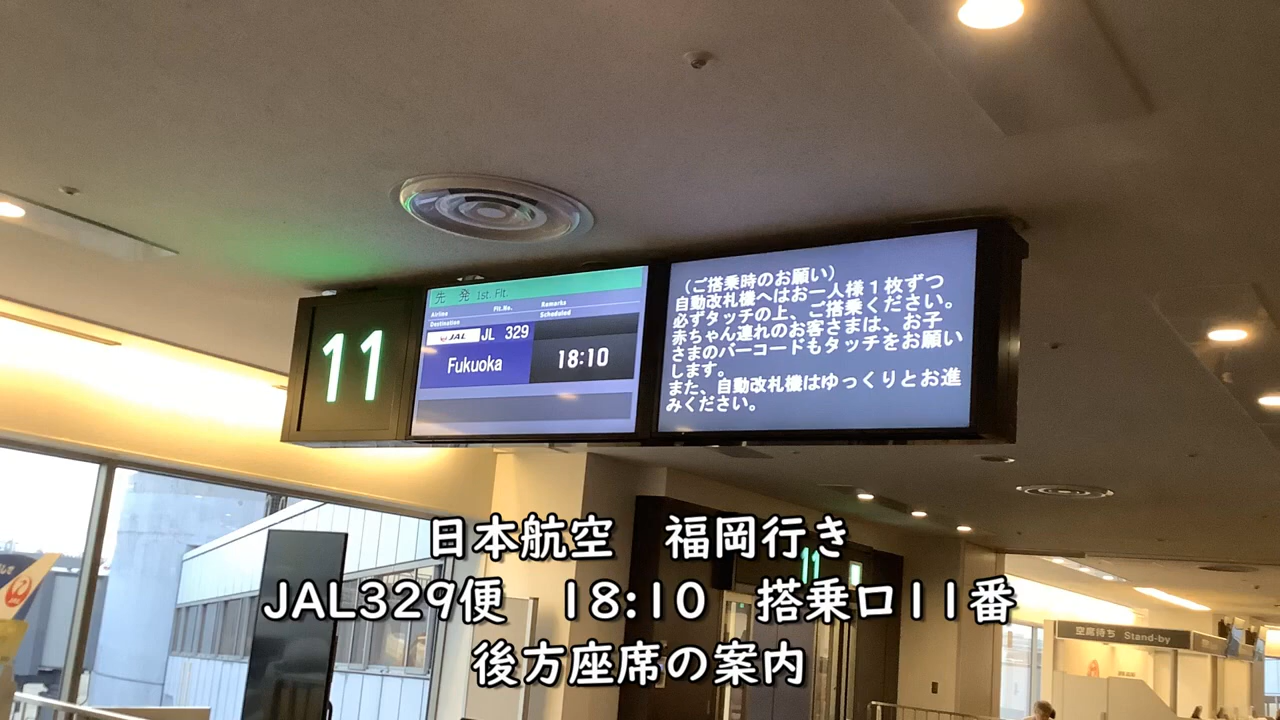 11
先 発 1st. Flt.
Airline Flt.No. Remarks
Destination Scheduled
JAL JL 329
Fukuoka 18:10
(ご搭乗時のお願い)
自動改札機へはお一人様1枚ずつ
必ずタッチの上、ご搭乗ください。
赤ちゃん連れのお客さまは、お子
さまのバーコードもタッチをお願い
します。
また、自動改札機はゆっくりとお進
みください。
日本航空 福岡行き
JAL329便 18:10 搭乗口11番
後方座席の案内
11
空席待ち Stand-by